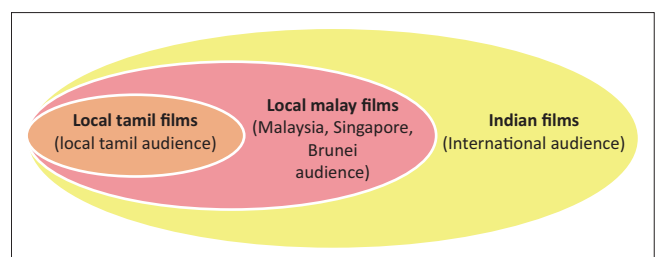 Local tamil films
(local tamil audience)
Local malay films
(Malaysia, Singapore,
Brunei
audience)
Indian films
(International audience)